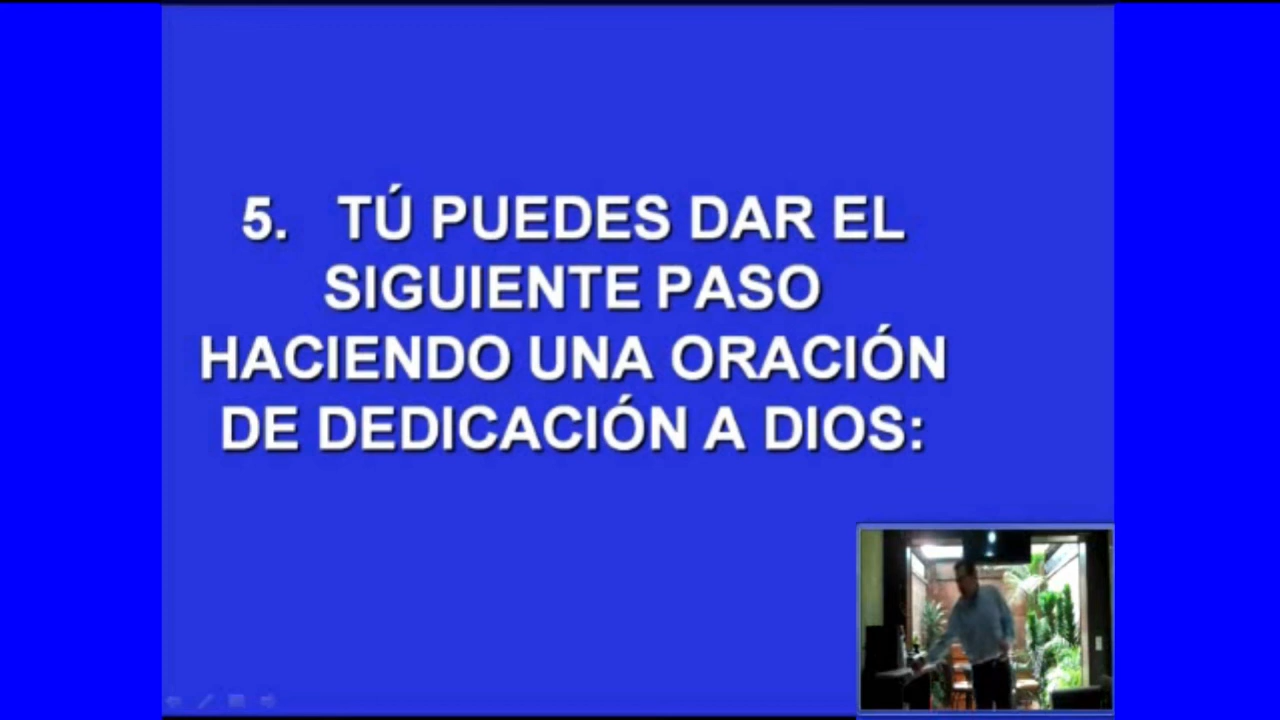 5. TÚ PUEDES DAR EL
SIGUIENTE PASO
HACIENDO UNA ORACIÓN
DE DEDICACIÓN A DIOS: